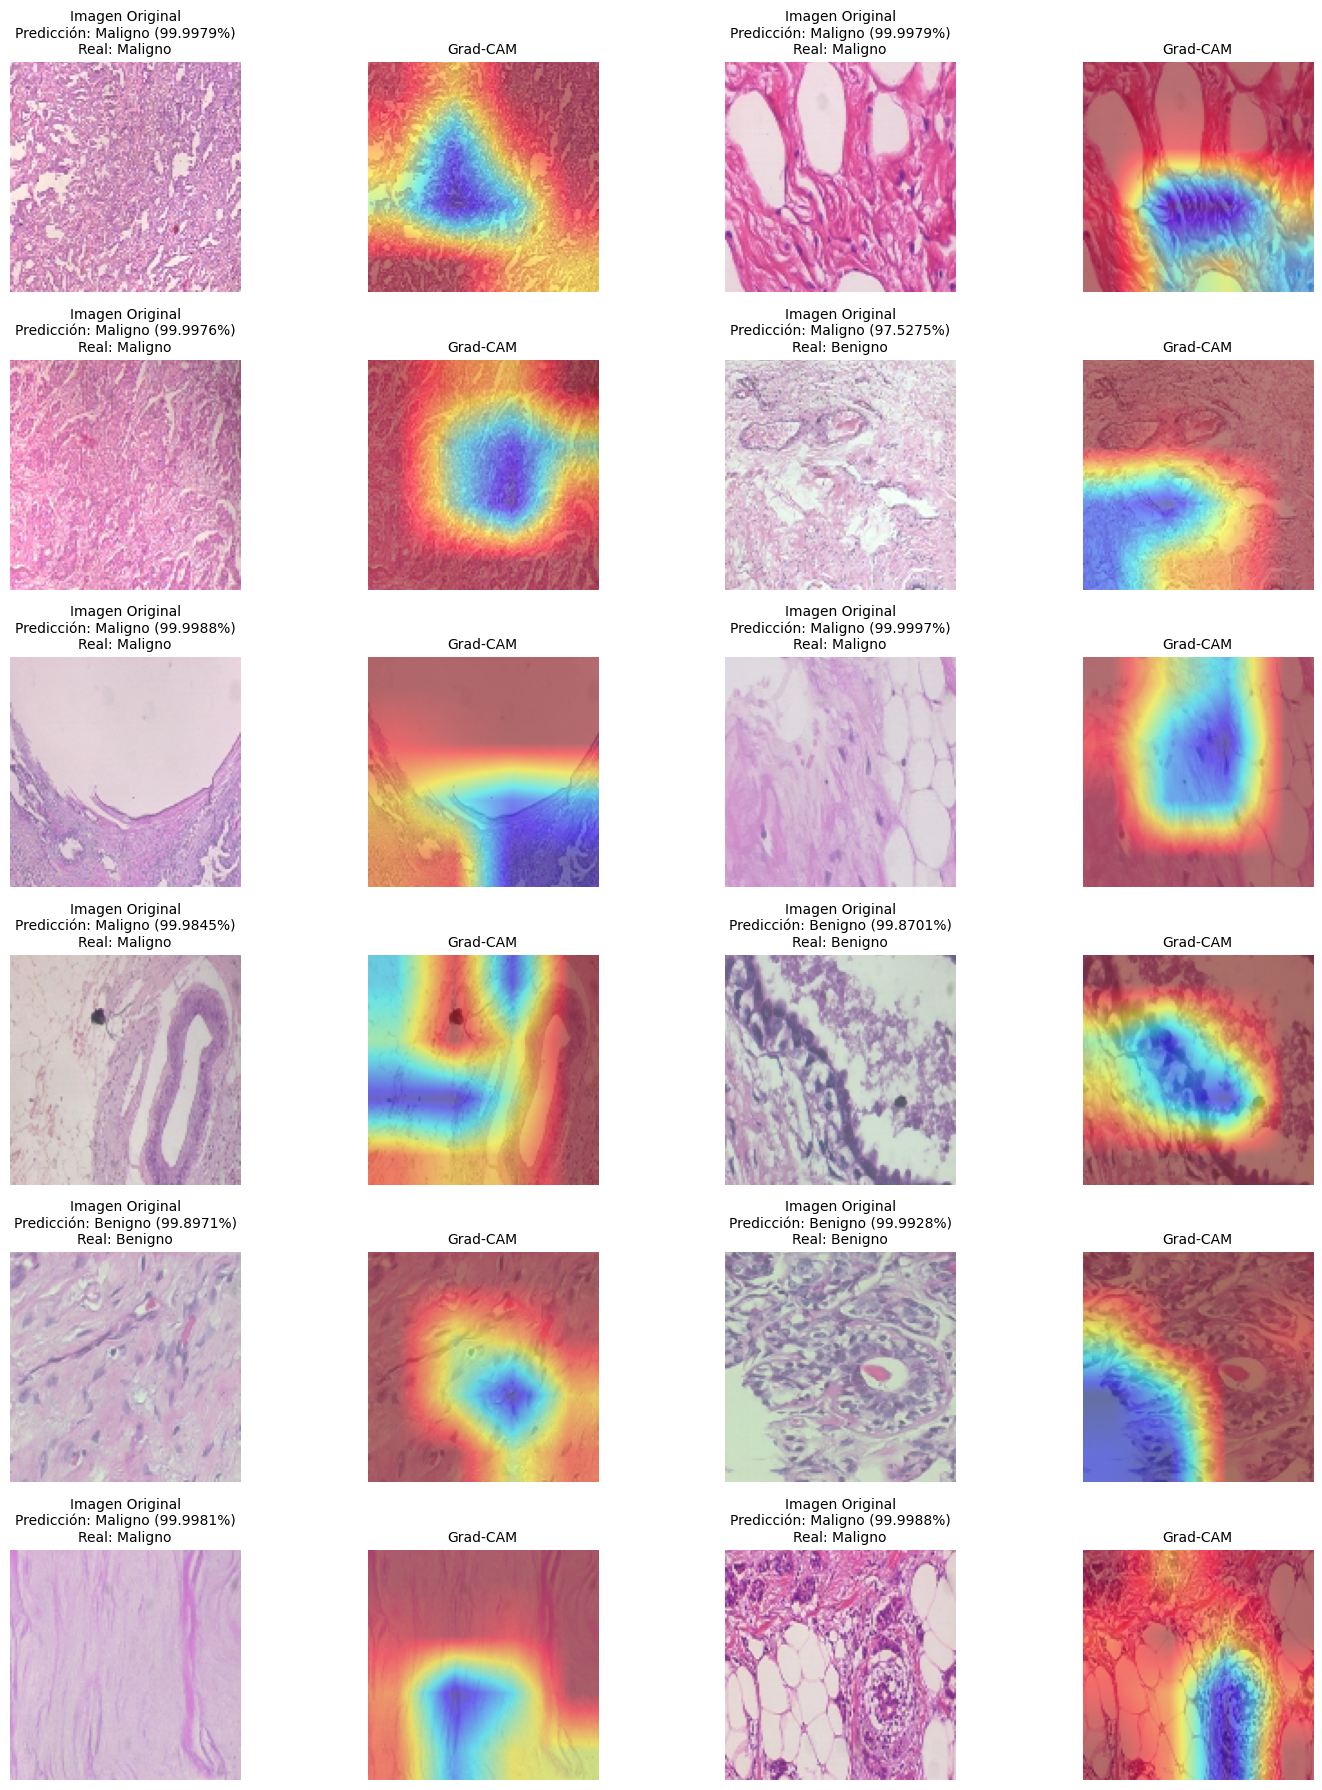 Imagen Original
Predicción: Maligno (99.9979%)
Real: Maligno
Grad-CAM
Imagen Original
Predicción: Maligno (99.9979%)
Real: Maligno
Grad-CAM
Imagen Original
Predicción: Maligno (99.9976%)
Real: Maligno
Grad-CAM
Imagen Original
Predicción: Maligno (97.5275%)
Real: Benigno
Grad-CAM
Imagen Original
Predicción: Maligno (99.9988%)
Real: Maligno
Grad-CAM
Imagen Original
Predicción: Maligno (99.9997%)
Real: Maligno
Grad-CAM
Imagen Original
Predicción: Maligno (99.9845%)
Real: Maligno
Grad-CAM
Imagen Original
Predicción: Benigno (99.8701%)
Real: Benigno
Grad-CAM
Imagen Original
Predicción: Benigno (99.8971%)
Real: Benigno
Grad-CAM
Imagen Original
Predicción: Benigno (99.9928%)
Real: Benigno
Grad-CAM
Imagen Original
Predicción: Maligno (99.9981%)
Real: Maligno
Grad-CAM
Imagen Original
Predicción: Maligno (99.9988%)
Real: Maligno
Grad-CAM